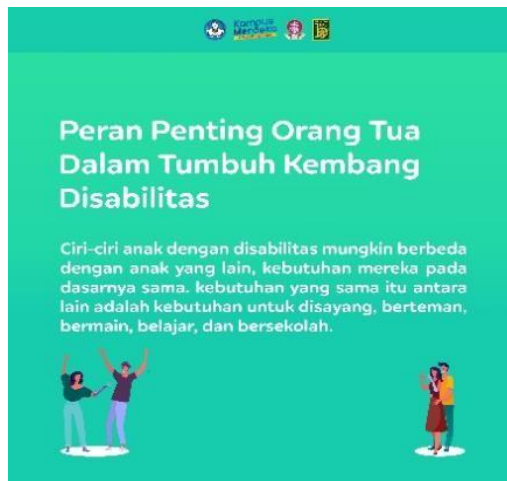 Kampus
Merdeka
Peran Penting Orang Tua
Dalam Tumbuh Kembang
Disabilitas
Ciri-ciri anak dengan disabilitas mungkin berbeda
dengan anak yang lain, kebutuhan mereka pada
dasarnya sama. kebutuhan yang sama itu antara
lain adalah kebutuhan untuk disayang, berteman,
bermain, belajar, dan bersekolah.